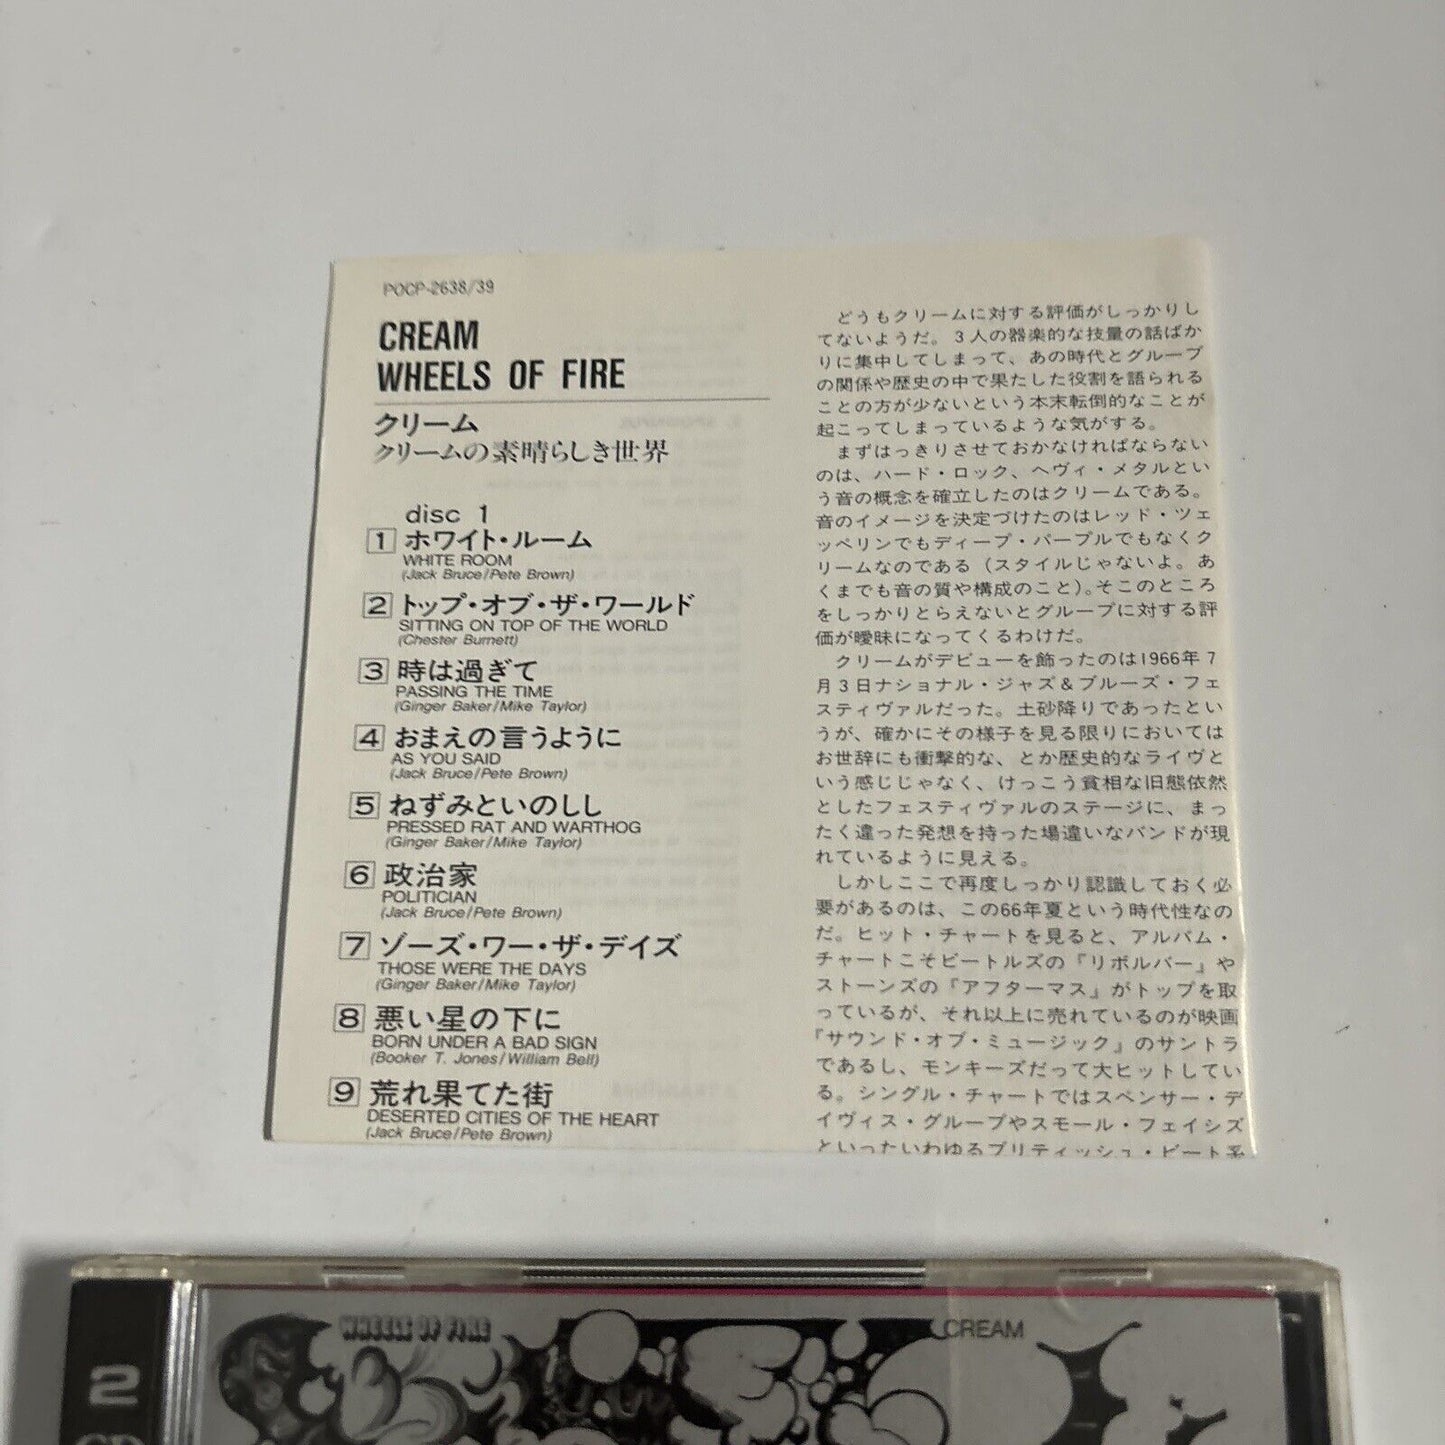 POCP-2638/39
CREAM
WHEELS OF FIRE
クリーム
クリームの素晴らしき世界
disc 1
1 ホワイト・ルーム
WHITE ROOM
(Jack Bruce/Pete Brown)
2 トップ・オブ・ザ・ワールド
SITTING ON TOP OF THE WORLD
(Chester Burnett)
3 時は過ぎて
PASSING THE TIME
(Ginger Baker/Mike Taylor)
4 おまえの言うように
AS YOU SAID
(Jack Bruce/Pete Brown)
5 ねずみといのしし
PRESSED RAT AND WARTHOG
(Ginger Baker/Mike Taylor)
6 政治家
POLITICIAN
(Jack Bruce/Pete Brown)
7 ゾーズ・ワー・ザ・デイズ
THOSE WERE THE DAYS
(Ginger Baker/Mike Taylor)
8 悪い星の下に
BORN UNDER A BAD SIGN
(Booker T. Jones/William Bell)
9 荒れ果てた街
DESERTED CITIES OF THE HEART
(Jack Bruce/Pete Brown)
どうもクリームに対する評価がしっかりし
てないようだ。3人の器楽的な技量の話ばか
りに集中してしまって、あの時代とグループ
の関係や歴史の中で果たした役割を語られる
ことの方が少ないという本末転倒的なことが
起こってしまっているような気がする。
まずはっきりさせておかなければならない
のは、ハード・ロック、ヘヴィ・メタルとい
う音の概念を確立したのはクリームである。
音のイメージを決定づけたのはレッド・ツェ
ッペリンでもディープ・パープルでもなくク
リームなのである（スタイルじゃないよ。あ
くまでも音の質や構成のこと）。そこのところ
をしっかりとらえないとグループに対する評
価が曖昧になってくるわけだ。
クリームがデビューを飾ったのは1966年7
月3日ナショナル・ジャズ＆ブルーズ・フェ
スティヴァルだった。土砂降りであったとい
うが、確かにその様子を見る限りにおいては
お世辞にも衝撃的な、とか歴史的なライヴと
いう感じじゃなく、けっこう貧相な旧態依然
としたフェスティヴァルのステージに、まっ
たく違った発想を持った場違いなバンドが現
れているように見える。
しかしここで再度しっかり認識しておく必
要があるのは、この66年夏という時代性なの
だ。ヒット・チャートを見ると、アルバム・
チャートこそビートルズの『リボルバー』や
ストーンズの『アフターマス』がトップを取
っているが、それ以上に売れているのが映画
『サウンド・オブ・ミュージック』のサントラ
であるし、モンキーズだって大ヒットしてい
る。シングル・チャートではスペンサー・デ
イヴィス・グループやスモール・フェイシズ
といったいわゆるブリティッシュ・ビート系
WHEELS OF FIRE
CREAM
2
CD